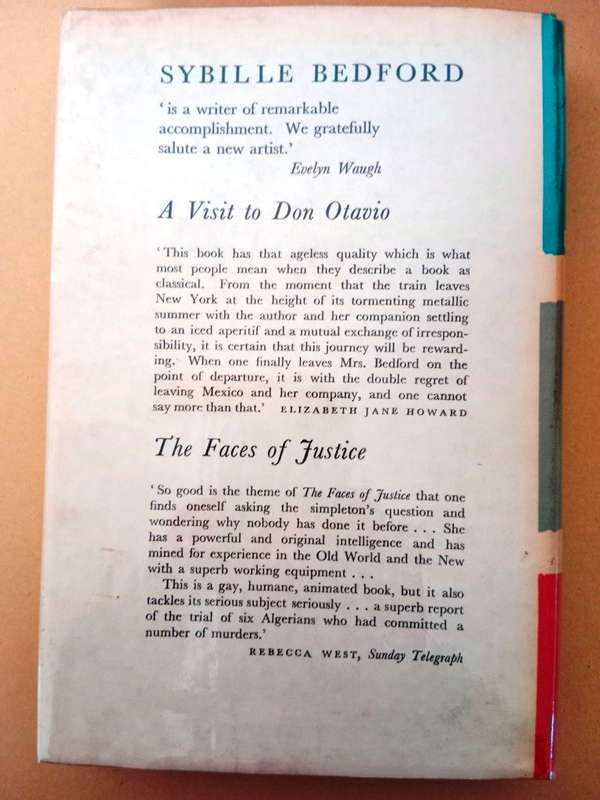 SYBILLE BEDFORD
‘is a writer of remarkable
accomplishment. We gratefully
salute a new artist.’
Evelyn Waugh
A Visit to Don Otavio
‘This book has that ageless quality which is what
most people mean when they describe a book as
classical. From the moment that the train leaves
New York at the height of its tormenting metallic
summer with the author and her companion settling
to an iced aperitif and a mutual exchange of irrespon-
sibility, it is certain that this journey will be reward-
ing. When one finally leaves Mrs. Bedford on the
point of departure, it is with the double regret of
leaving Mexico and her company, and one cannot
say more than that.’ ELIZABETH JANE HOWARD
The Faces of Justice
‘So good is the theme of The Faces of Justice that one
finds oneself asking the simpleton’s question and
wondering why nobody has done it before . . . She
has a powerful and original intelligence and has
mined for experience in the Old World and the New
with a superb working equipment . . .
This is a gay, humane, animated book, but it also
tackles its serious subject seriously . . . a superb report
of the trial of six Algerians who had committed a
number of murders.’
REBECCA WEST, Sunday Telegraph